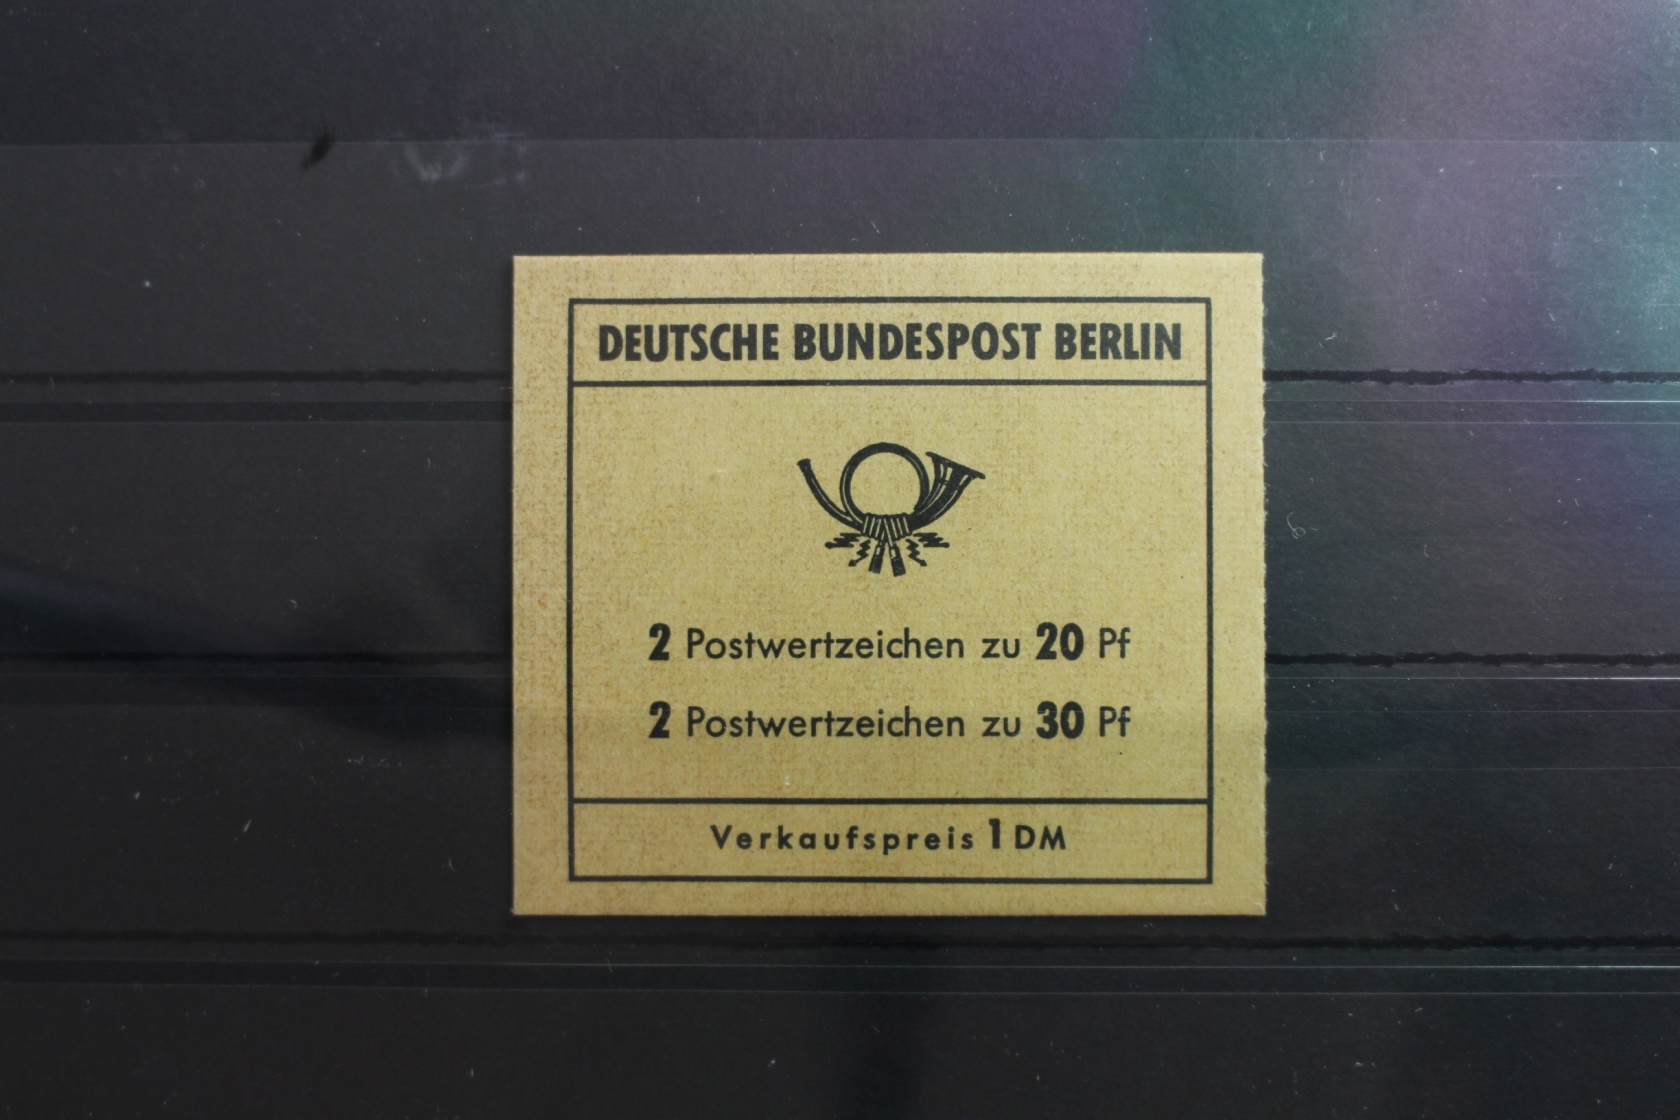 DEUTSCHE BUNDESPOST BERLIN
2 Postwertzeichen zu 20 Pf
2 Postwertzeichen zu 30 Pf
Verkaufspreis 1 DM